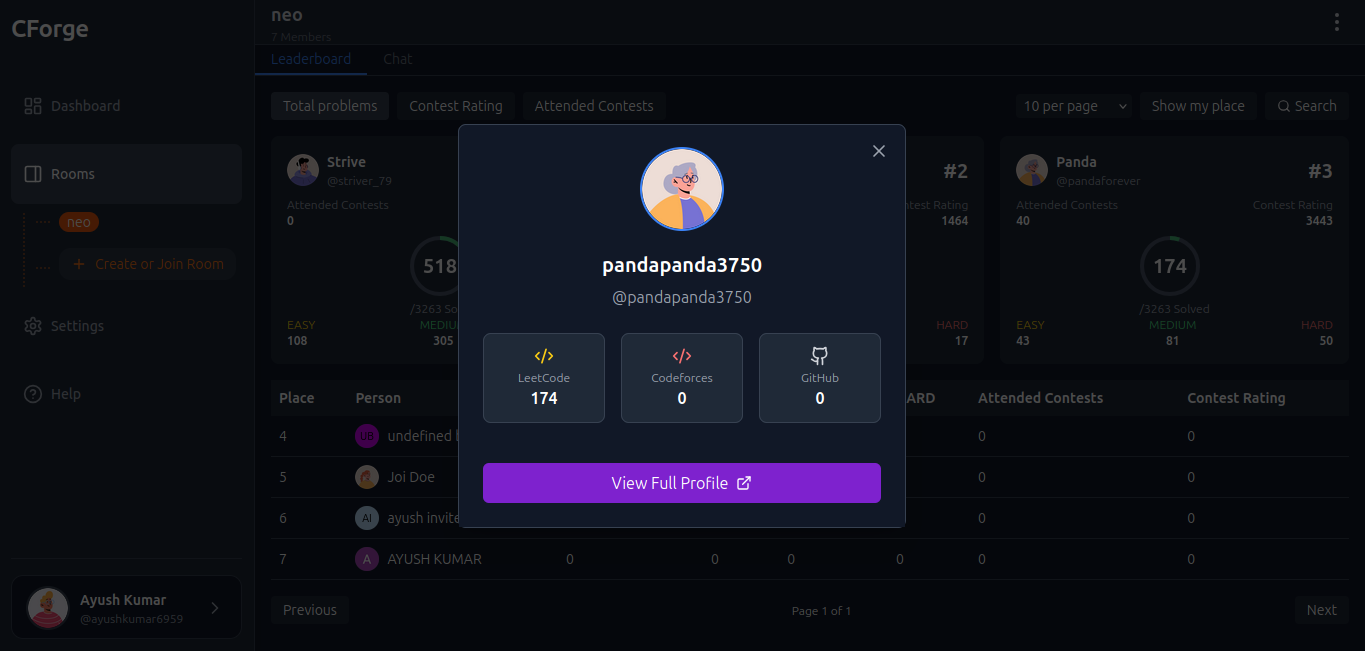 CForge
Dashboard
Rooms
neo
+ Create or Join Room
Settings
Help
Ayush Kumar
@ayushkumar6959
neo
7 Members
Leaderboard Chat
Total problems Contest Rating Attended Contests 10 per page Show my place Search
Strive
@striver_79
Attended Contests
0
518
/3263
EASY
108
305
#2
Rating
1464
HARD
17
Panda
@pandaforever
#3
Attended Contests Contest Rating
40 3443
174
/3263 Solved
EASY MEDIUM HARD
43 81 50
pandapanda3750
@pandapanda3750
LeetCode Codeforces GitHub
174 0 0
View Full Profile
Place Person Attended Contests Contest Rating
4 undefined 0 0
5 Joi Doe 0 0
6 AI ayush invite 0 0
7 A AYUSH KUMAR 0 0 0 0 0 0
Previous Page 1 of 1 Next